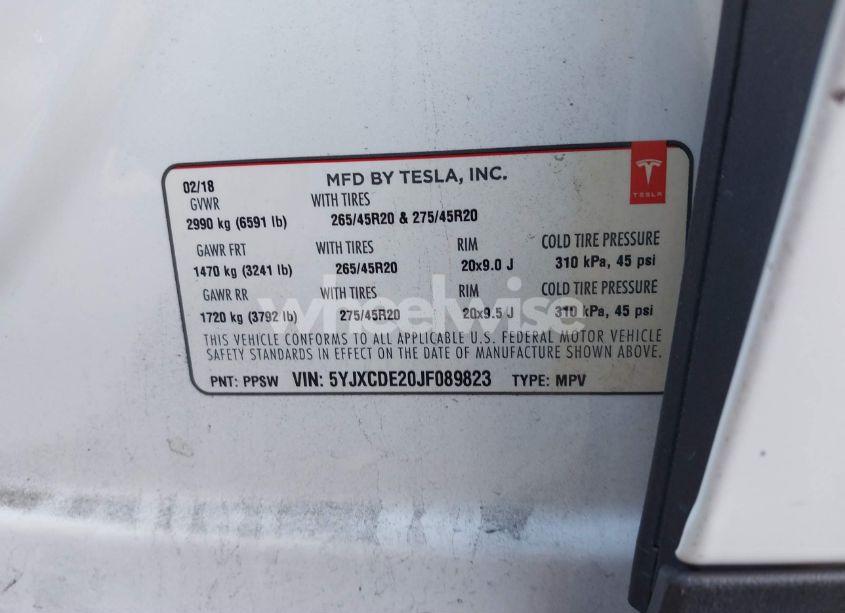 02/18 MFD BY TESLA, INC.
TESLA
GVWR WITH TIRES
2990 kg (6591 lb) 265/45R20 & 275/45R20
GAWR FRT WITH TIRES RIM COLD TIRE PRESSURE
1470 kg (3241 lb) 265/45R20 20x9.0 J 310 kPa, 45 psi
GAWR RR WITH TIRES RIM COLD TIRE PRESSURE
1720 kg (3792 lb) 275/45R20 20x9.5 J 310 kPa, 45 psi
wheelwise
THIS VEHICLE CONFORMS TO ALL APPLICABLE U.S. FEDERAL MOTOR VEHICLE
SAFETY STANDARDS IN EFFECT ON THE DATE OF MANUFACTURE SHOWN ABOVE.
PNT: PPSW VIN: 5YJXCDE20JF089823 TYPE: MPV